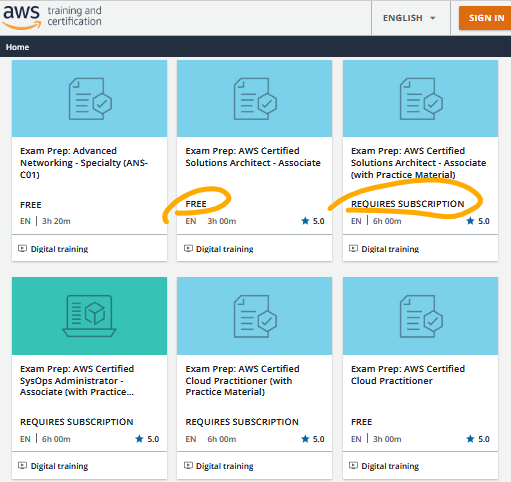 aws training and
certification
ENGLISH
SIGN IN
Home
Exam Prep: Advanced
Networking - Specialty (ANS-
C01)
FREE
EN 3h 20m
Digital training
Exam Prep: AWS Certified
Solutions Architect - Associate
FREE
EN 3h 00m 5.0
Digital training
Exam Prep: AWS Certified
Solutions Architect - Associate
(with Practice Material)
REQUIRES SUBSCRIPTION
EN 6h 00m 5.0
Digital training
Exam Prep: AWS Certified
SysOps Administrator -
Associate (with Practice...
REQUIRES SUBSCRIPTION
EN 6h 00m 5.0
Digital training
Exam Prep: AWS Certified
Cloud Practitioner (with
Practice Material)
REQUIRES SUBSCRIPTION
EN 6h 00m 5.0
Digital training
Exam Prep: AWS Certified
Cloud Practitioner
FREE
EN 3h 00m 5.0
Digital training